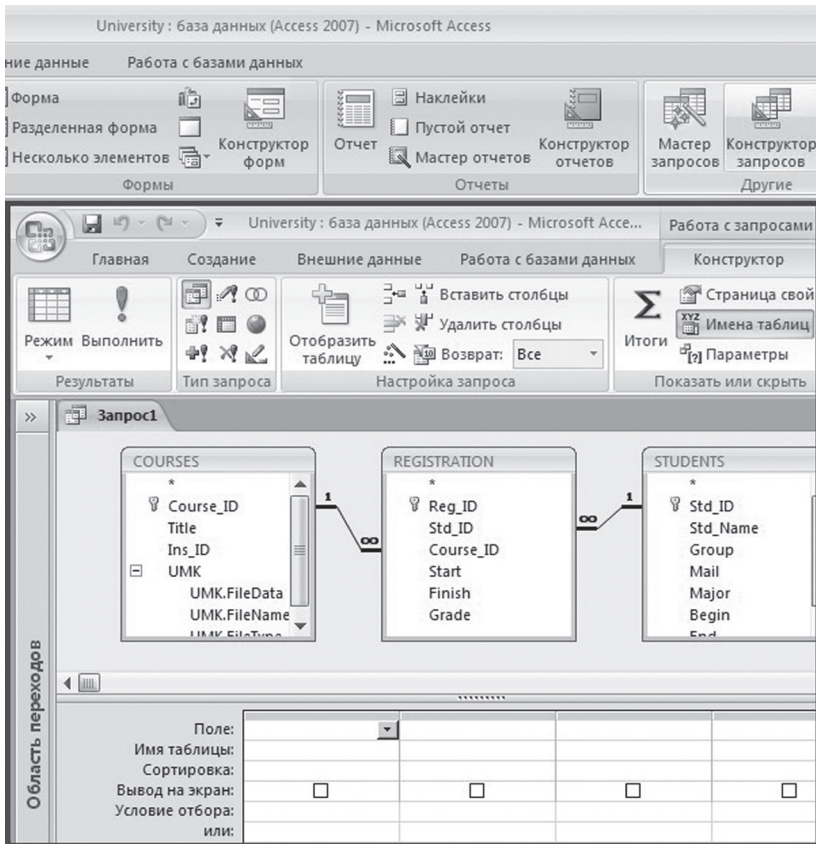 University : база данных (Access 2007) - Microsoft Access
ние данные Работа с базами данных
Форма
Разделенная форма
Несколько элементов
Конструктор форм
Формы
Отчет
Наклейки
Пустой отчет
Мастер отчетов
Конструктор отчетов
Отчеты
Мастер запросов
Конструктор запросов
Другие
University : база данных (Access 2007) - Microsoft Acce...
Работа с запросами
Главная Создание Внешние данные Работа с базами данных Конструктор
Режим
Выполнить
Результаты
Тип запроса
Отобразить таблицу
Вставить столбцы
Удалить столбцы
Возврат: Все
Настройка запроса
Итоги
Страница свой
Имена таблиц
Параметры
Показать или скрыть
Область переходов
Запрос1
COURSES
*
Course_ID
Title
Ins_ID
UMK
UMK.FileData
UMK.FileName
UMK.FileType
1
∞
REGISTRATION
*
Reg_ID
Std_ID
Course_ID
Start
Finish
Grade
∞
1
STUDENTS
*
Std_ID
Std_Name
Group
Mail
Major
Begin
End
Поле:
Имя таблицы:
Сортировка:
Вывод на экран:
Условие отбора:
или: